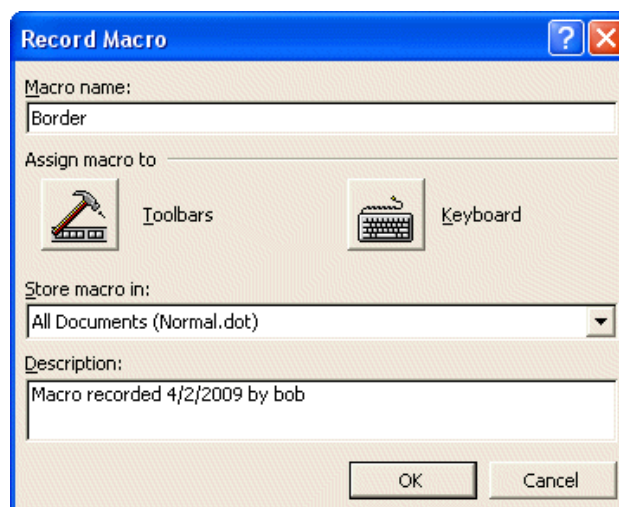 Record Macro
Macro name:
Border
Assign macro to
Toolbars
Keyboard
Store macro in:
All Documents (Normal.dot)
Description:
Macro recorded 4/2/2009 by bob
OK
Cancel